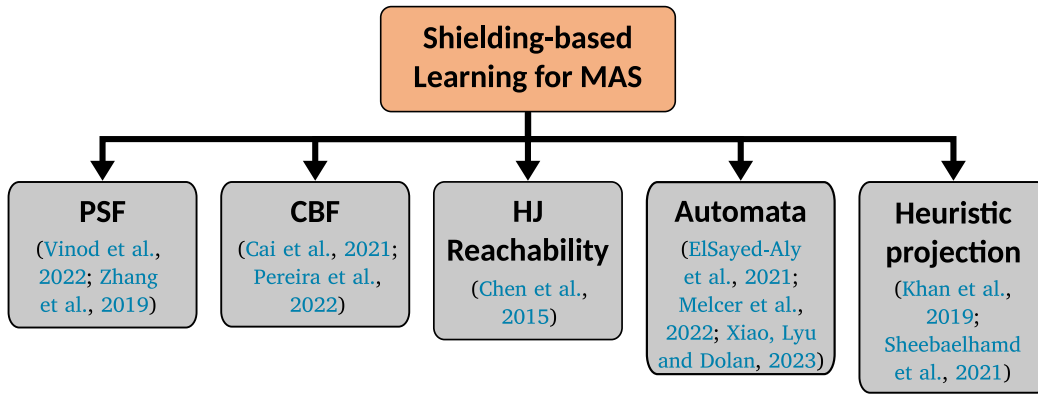 Shielding-based
Learning for MAS
PSF
(Vinod et al.,
2022; Zhang
et al., 2019)
CBF
(Cai et al., 2021;
Pereira et al.,
2022)
HJ
Reachability
(Chen et al.,
2015)
Automata
(ElSayed-Aly
et al., 2021;
Melcer et al.,
2022; Xiao, Lyu
and Dolan, 2023)
Heuristic
projection
(Khan et al.,
2019;
Sheebaelhamd
et al., 2021)